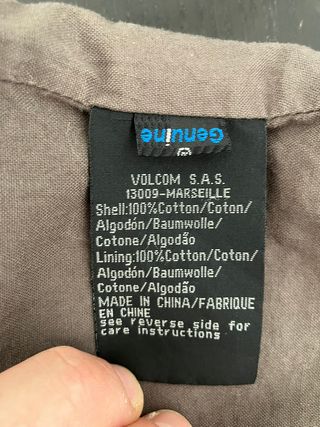 Genuine
VOLCOM S.A.S.
13009-MARSEILLE
Shell:100%Cotton/Coton/
Algodón/Baumwolle/
Cotone/Algodão
Lining:100%Cotton/Coton/
Algodón/Baumwolle/
Cotone/Algodão
MADE IN CHINA/FABRIQUE
EN CHINE
see reverse side for
care instructions